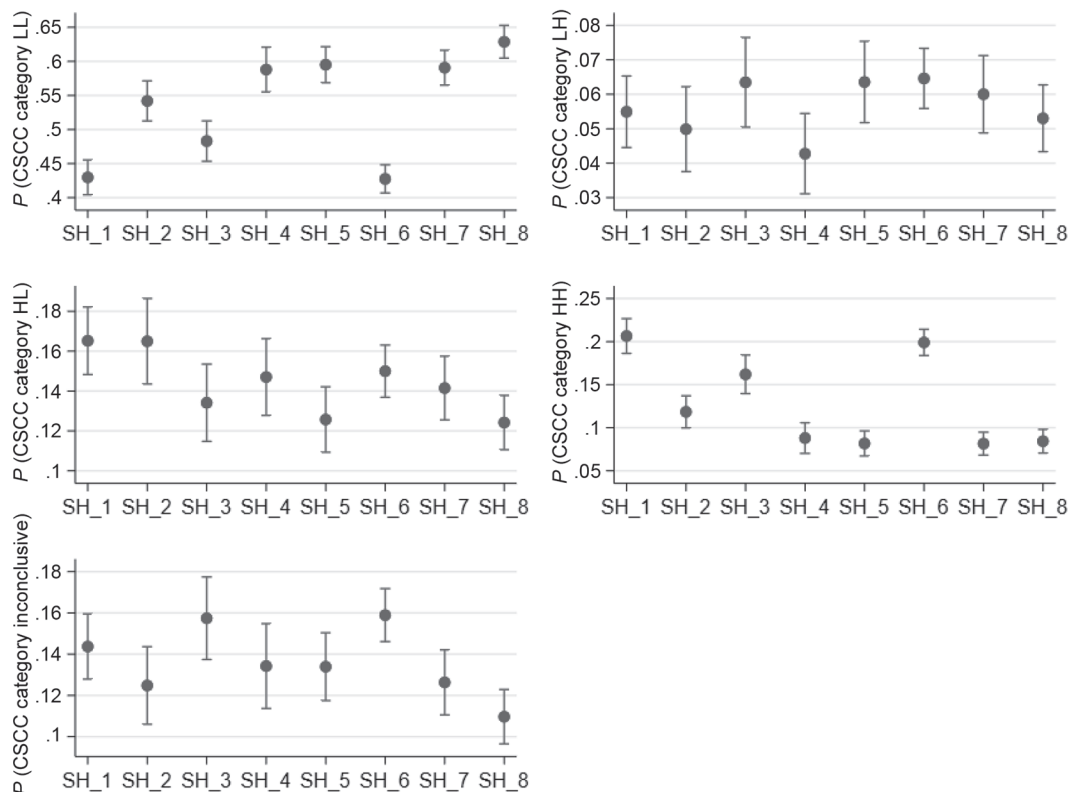 P (CSCC category LL)
.65
.6
.55
.5
.45
.4
SH_1 SH_2 SH_3 SH_4 SH_5 SH_6 SH_7 SH_8
P (CSCC category LH)
.08
.07
.06
.05
.04
.03
SH_1 SH_2 SH_3 SH_4 SH_5 SH_6 SH_7 SH_8
P (CSCC category HL)
.18
.16
.14
.12
.1
SH_1 SH_2 SH_3 SH_4 SH_5 SH_6 SH_7 SH_8
P (CSCC category HH)
.25
.2
.15
.1
.05
SH_1 SH_2 SH_3 SH_4 SH_5 SH_6 SH_7 SH_8
P (CSCC category inconclusive)
.18
.16
.14
.12
.1
SH_1 SH_2 SH_3 SH_4 SH_5 SH_6 SH_7 SH_8